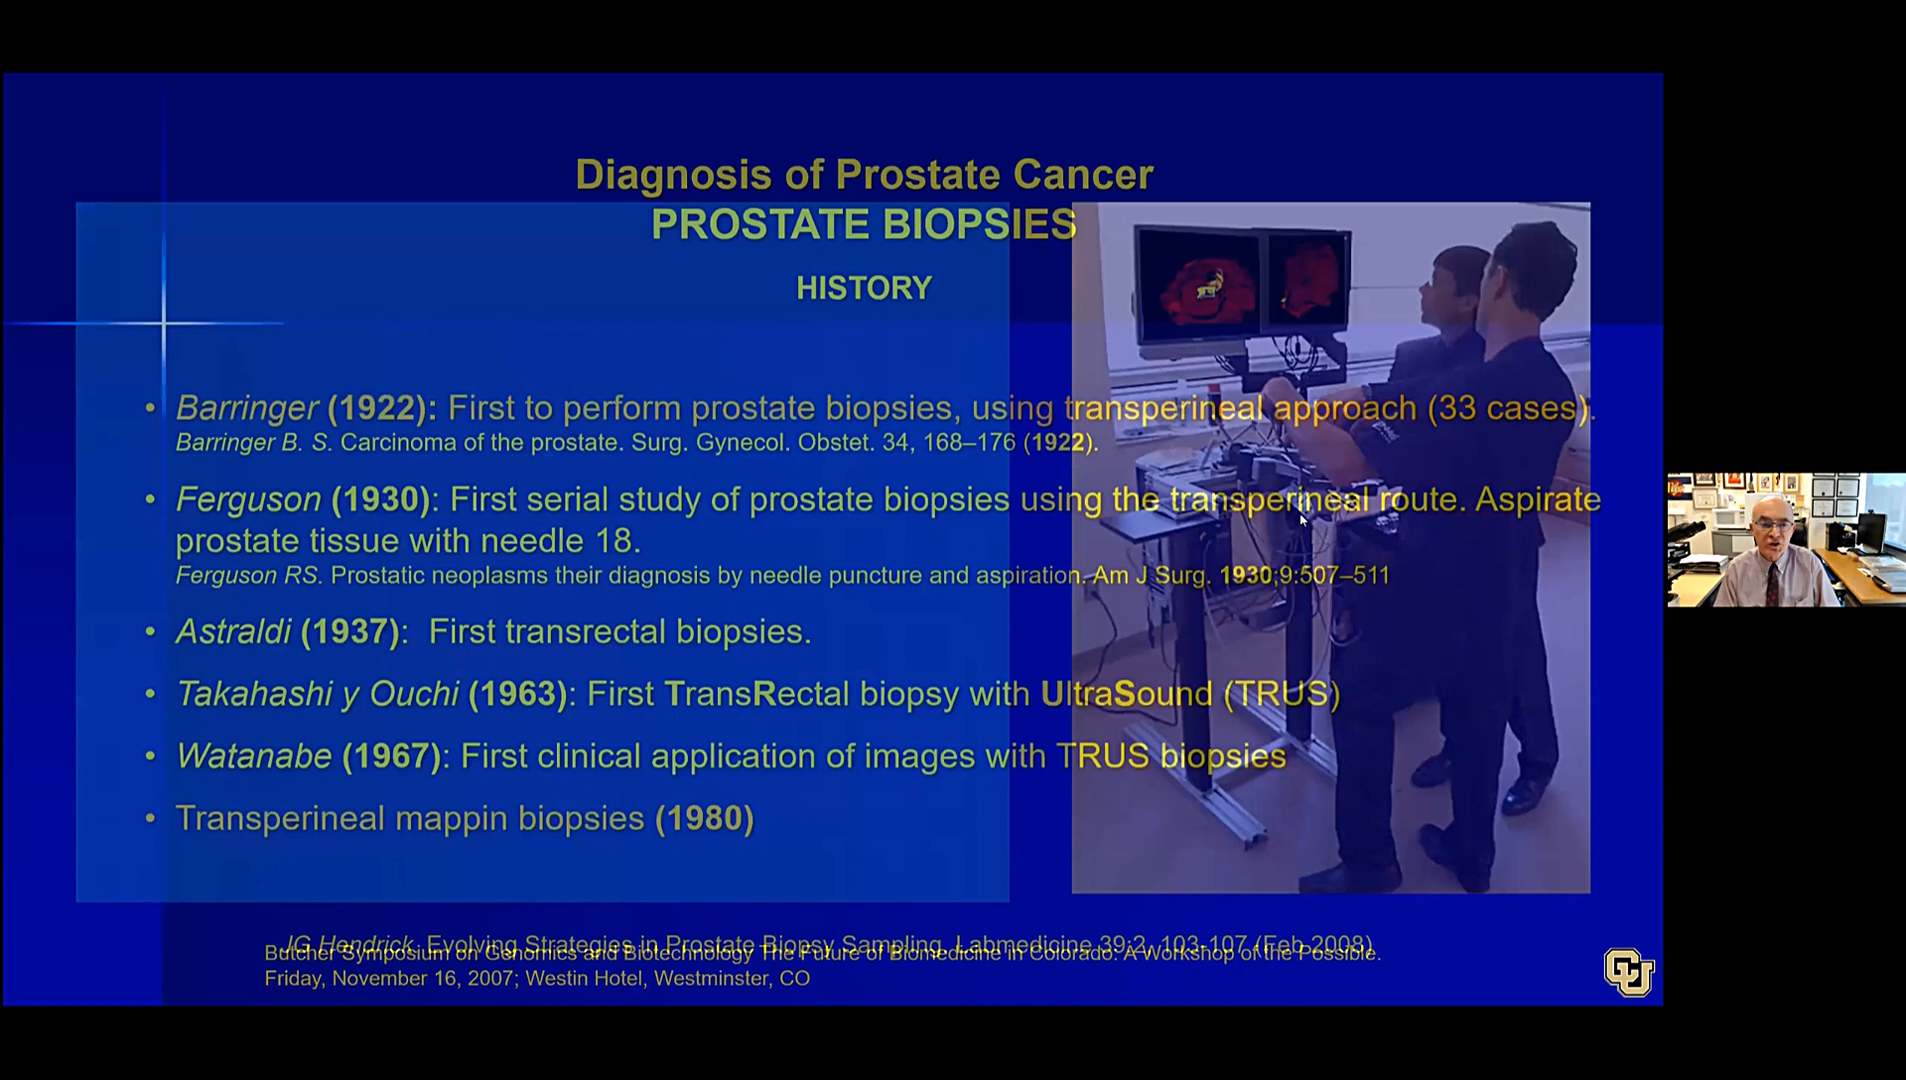 Diagnosis of Prostate Cancer
PROSTATE BIOPSIES
HISTORY
• Barringer (1922): First to perform prostate biopsies, using transperineal approach (33 cases).
Barringer B. S. Carcinoma of the prostate. Surg. Gynecol. Obstet. 34, 168–176 (1922).
• Ferguson (1930): First serial study of prostate biopsies using the transperineal route. Aspirate
prostate tissue with needle 18.
Ferguson RS. Prostatic neoplasms their diagnosis by needle puncture and aspiration. Am J Surg. 1930;9:507–511
• Astraldi (1937): First transrectal biopsies.
• Takahashi y Ouchi (1963): First TransRectal biopsy with UltraSound (TRUS)
• Watanabe (1967): First clinical application of images with TRUS biopsies
• Transperineal mappin biopsies (1980)
JG Hendrick. Evolving Strategies in Prostate Biopsy Sampling. Labmedicine 39:2, 103-107 (Feb 2008)
Butcher Symposium on Genomics and Biotechnology The Future of Biomedicine in Colorado: A Workshop of the Possible.
Friday, November 16, 2007; Westin Hotel, Westminster, CO
CU